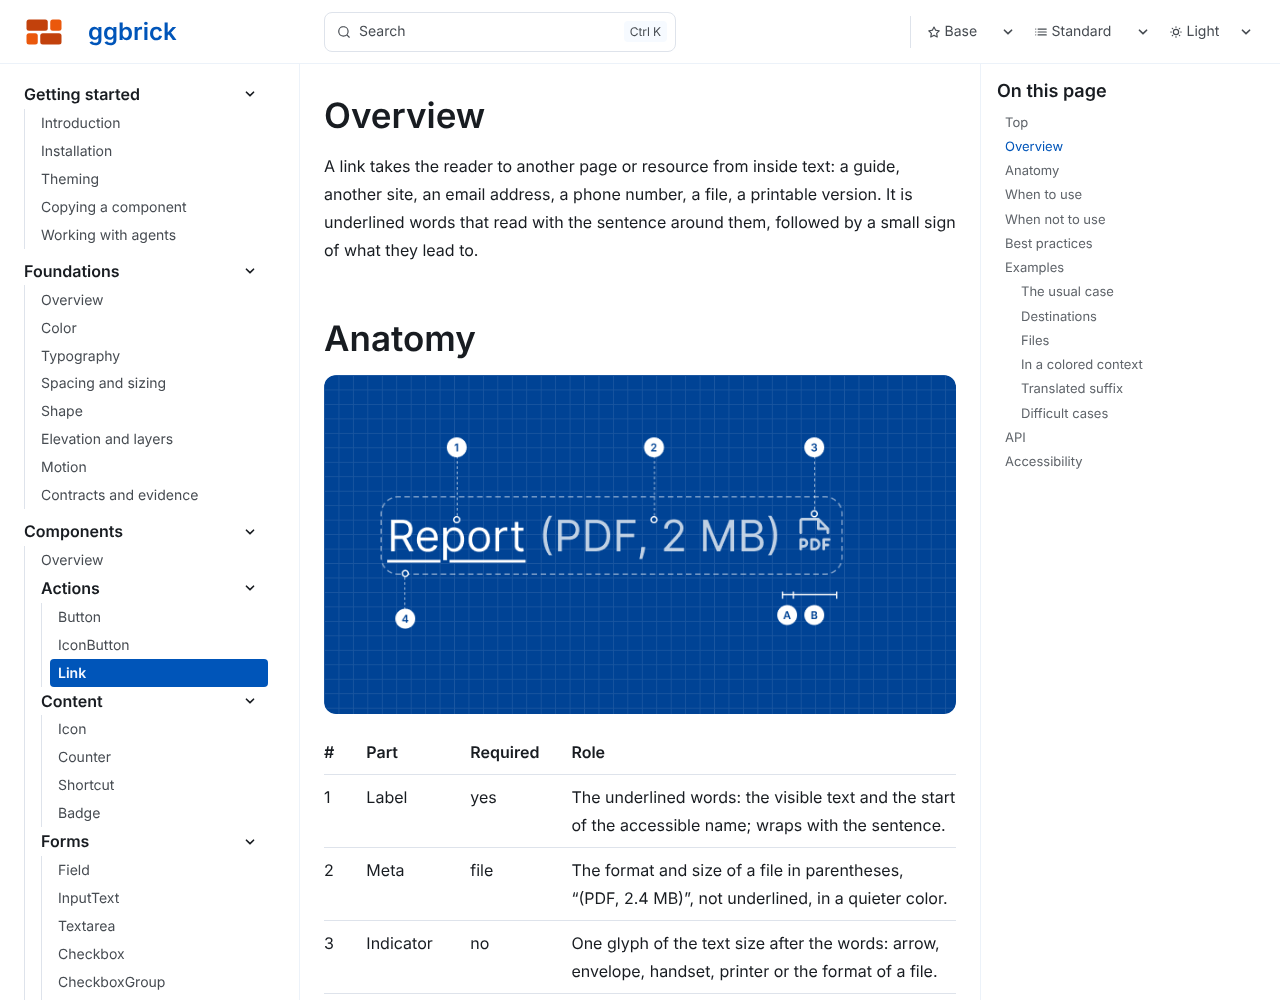 ggbrick
Search
Ctrl K
Base
Standard
Light
Getting started
Introduction
Installation
Theming
Copying a component
Working with agents
Foundations
Overview
Color
Typography
Spacing and sizing
Shape
Elevation and layers
Motion
Contracts and evidence
Components
Overview
Actions
Button
IconButton
Link
Content
Icon
Counter
Shortcut
Badge
Forms
Field
InputText
Textarea
Checkbox
CheckboxGroup
Overview
A link takes the reader to another page or resource from inside text: a guide,
another site, an email address, a phone number, a file, a printable version. It is
underlined words that read with the sentence around them, followed by a small sign
of what they lead to.
Anatomy
1
2
3
Report (PDF, 2 MB)
PDF
4
A
B
# Part Required Role
1 Label yes The underlined words: the visible text and the start
of the accessible name; wraps with the sentence.
2 Meta file The format and size of a file in parentheses,
“(PDF, 2.4 MB)”, not underlined, in a quieter color.
3 Indicator no One glyph of the text size after the words: arrow,
envelope, handset, printer or the format of a file.
On this page
Top
Overview
Anatomy
When to use
When not to use
Best practices
Examples
The usual case
Destinations
Files
In a colored context
Translated suffix
Difficult cases
API
Accessibility